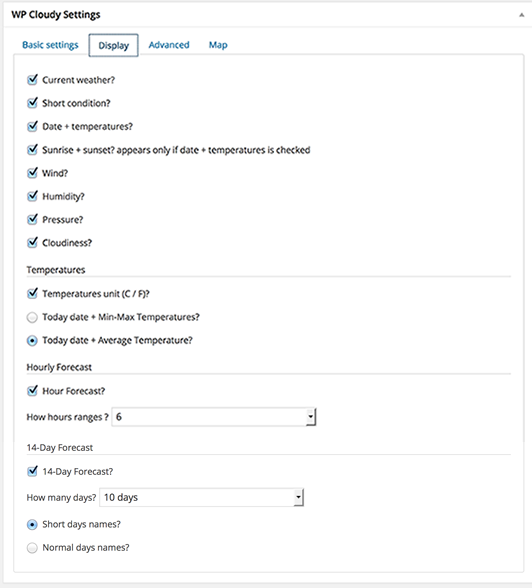 WP Cloudy Settings
Basic settings Display Advanced Map
Current weather?
Short condition?
Date + temperatures?
Sunrise + sunset? appears only if date + temperatures is checked
Wind?
Humidity?
Pressure?
Cloudiness?
Temperatures
Temperatures unit (C / F)?
Today date + Min-Max Temperatures?
Today date + Average Temperature?
Hourly Forecast
Hour Forecast?
How hours ranges ? 6
14-Day Forecast
14-Day Forecast?
How many days? 10 days
Short days names?
Normal days names?